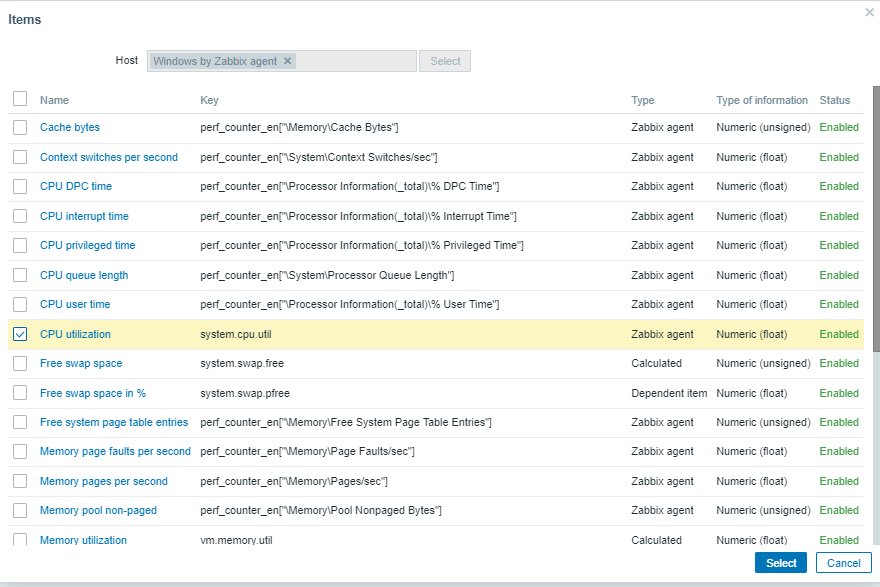 Items
Host Windows by Zabbix agent Select
Name Key Type Type of information Status
Cache bytes perf_counter_en["\Memory\Cache Bytes"] Zabbix agent Numeric (unsigned) Enabled
Context switches per second perf_counter_en["\System\Context Switches/sec"] Zabbix agent Numeric (float) Enabled
CPU DPC time perf_counter_en["\Processor Information(_total)\% DPC Time"] Zabbix agent Numeric (float) Enabled
CPU interrupt time perf_counter_en["\Processor Information(_total)\% Interrupt Time"] Zabbix agent Numeric (float) Enabled
CPU privileged time perf_counter_en["\Processor Information(_total)\% Privileged Time"] Zabbix agent Numeric (float) Enabled
CPU queue length perf_counter_en["\System\Processor Queue Length"] Zabbix agent Numeric (float) Enabled
CPU user time perf_counter_en["\Processor Information(_total)\% User Time"] Zabbix agent Numeric (float) Enabled
CPU utilization system.cpu.util Zabbix agent Numeric (float) Enabled
Free swap space system.swap.free Calculated Numeric (unsigned) Enabled
Free swap space in % system.swap.pfree Dependent item Numeric (float) Enabled
Free system page table entries perf_counter_en["\Memory\Free System Page Table Entries"] Zabbix agent Numeric (unsigned) Enabled
Memory page faults per second perf_counter_en["\Memory\Page Faults/sec"] Zabbix agent Numeric (float) Enabled
Memory pages per second perf_counter_en["\Memory\Pages/sec"] Zabbix agent Numeric (float) Enabled
Memory pool non-paged perf_counter_en["\Memory\Pool Nonpaged Bytes"] Zabbix agent Numeric (unsigned) Enabled
Memory utilization vm.memory.util Calculated Numeric (float) Enabled
Select Cancel